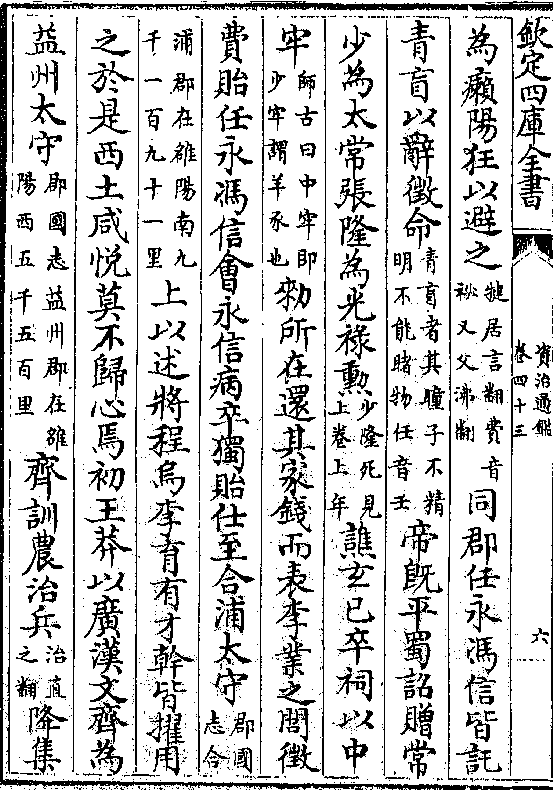 欽定四庫全書
資治通鑑
卷四十三
六
為癩陽狂以避之犍居言翻費音祕又父沸翻同郡任永馮信皆託
青盲以辭徵命青盲者其瞳子不精明不能睹物任音壬帝既平蜀詔贈常
少為太常張隆為光祿勲少隆死見上卷上年譙玄已卒祠以中
牢師古曰中牢即少牢謂羊豕也勑所在還其家錢而表李業之閭徵
費貽任永馮信會永信病卒獨貽仕至合浦太守郡國志合
浦郡在雒陽南九千一百九十一里上以述將程烏李育有才幹皆擢用
之於是西土咸悦莫不歸心焉初王莽以廣漢文齊為
益州太守郡國志益州郡在雒陽西五千五百里齊訓農治兵治直之翻降集